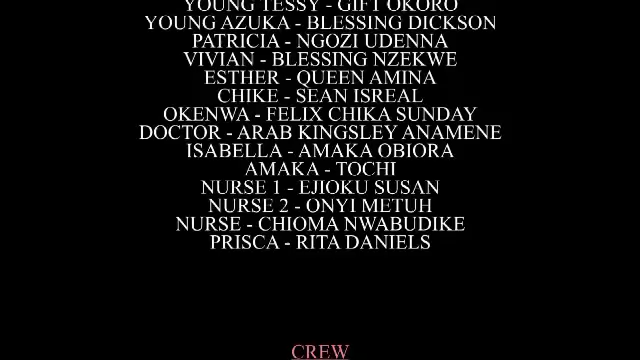 YOUNG TESSY - GIFT OKORO
YOUNG AZUKA - BLESSING DICKSON
PATRICIA - NGOZI UDENNA
VIVIAN - BLESSING NZEKWE
ESTHER - QUEEN AMINA
CHIKE - SEAN ISREAL
OKENWA - FELIX CHIKA SUNDAY
DOCTOR - ARAB KINGSLEY ANAMENE
ISABELLA - AMAKA OBIORA
AMAKA - TOCHI
NURSE 1 - EJIOKU SUSAN
NURSE 2 - ONYI METUH
NURSE - CHIOMA NWABUDIKE
PRISCA - RITA DANIELS
CREW